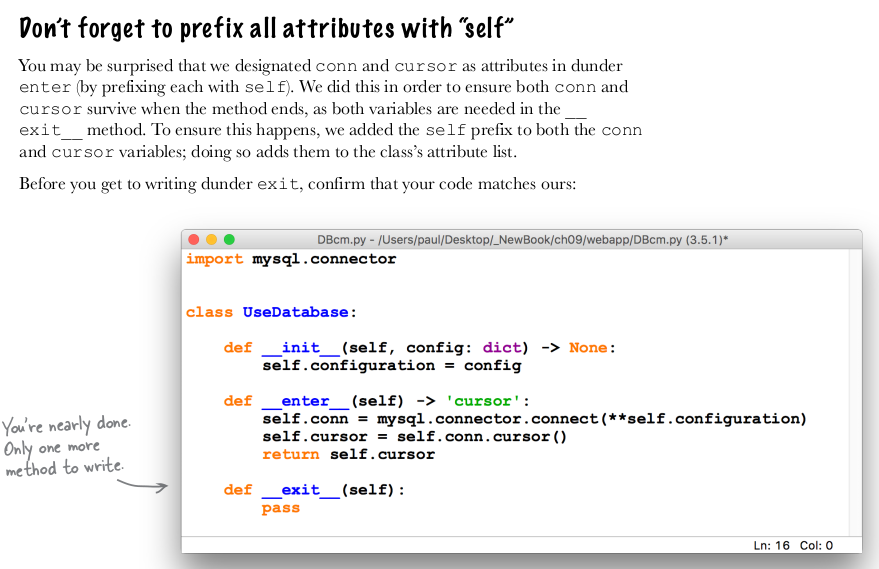 Don't forget to prefix all attributes with “self”
You may be surprised that we designated conn and cursor as attributes in dunder
enter (by prefixing each with self). We did this in order to ensure both conn and
cursor survive when the method ends, as both variables are needed in the __
exit__ method. To ensure this happens, we added the self prefix to both the conn
and cursor variables; doing so adds them to the class’s attribute list.
Before you get to writing dunder exit, confirm that your code matches ours:
DBcm.py - /Users/paul/Desktop/_NewBook/ch09/webapp/DBcm.py (3.5.1)*
import mysql.connector
class UseDatabase:
    def __init__(self, config: dict) -> None:
        self.configuration = config
    def __enter__(self) -> 'cursor':
        self.conn = mysql.connector.connect(**self.configuration)
        self.cursor = self.conn.cursor()
        return self.cursor
    def __exit__(self):
        pass
You're nearly done.
Only one more
method to write.
Ln: 16 Col: 0